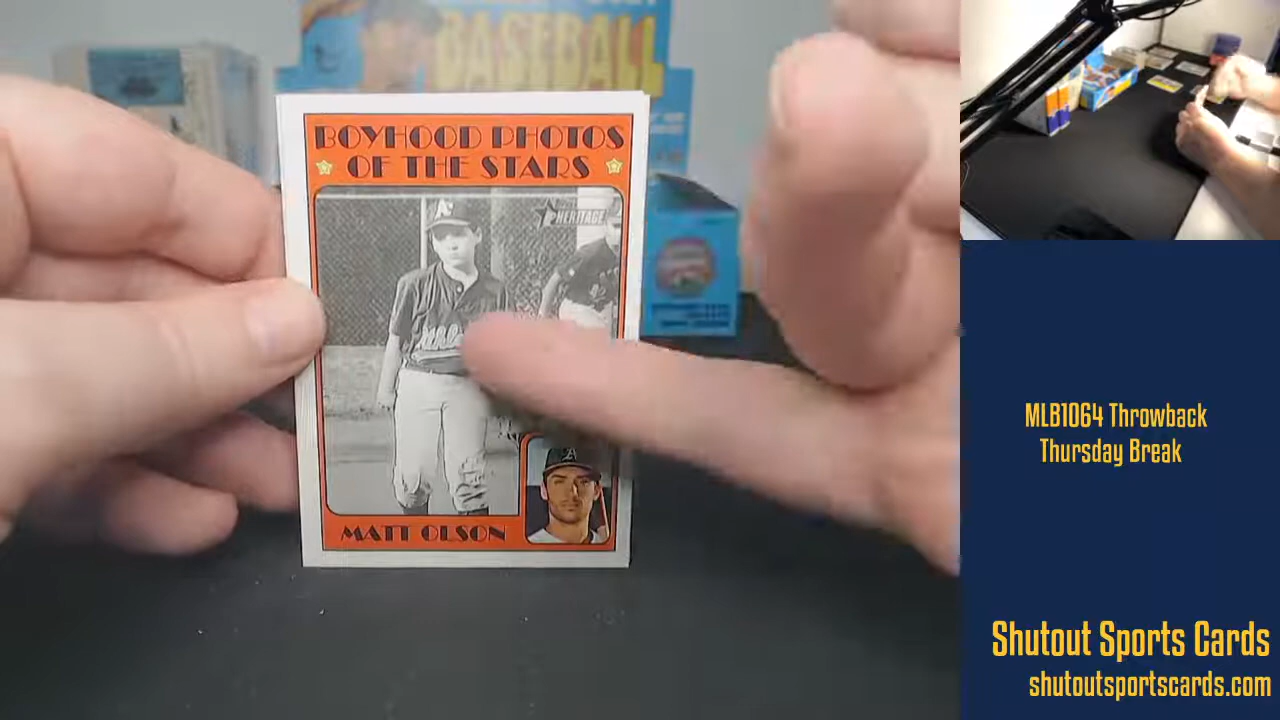 BASEBALL
BOYHOOD PHOTOS
OF THE STARS
HERITAGE
A's
MATT OLSON
A
MLB1064 Throwback
Thursday Break
Shutout Sports Cards
shutoutsportscards.com